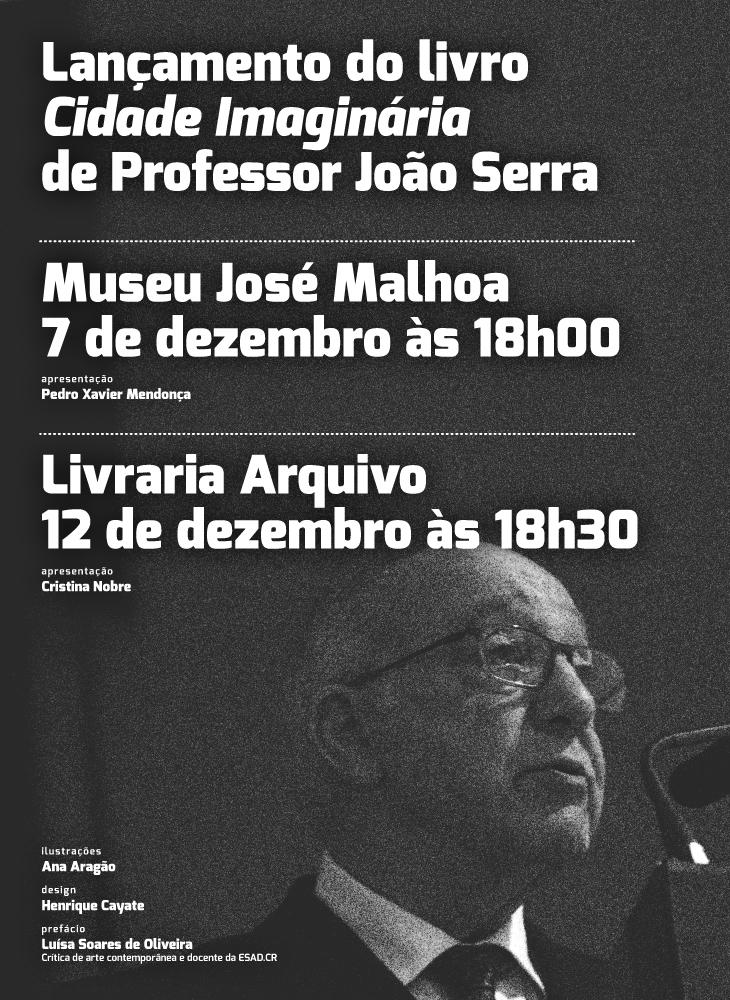 Lançamento do livro
Cidade Imaginária
de Professor João Serra
Museu José Malhoa
7 de dezembro às 18h00
apresentação
Pedro Xavier Mendonça
Livraria Arquivo
12 de dezembro às 18h30
apresentação
Cristina Nobre
ilustrações
Ana Aragão
design
Henrique Cayate
prefácio
Luísa Soares de Oliveira
Crítica de arte contemporânea e docente da ESAD.CR